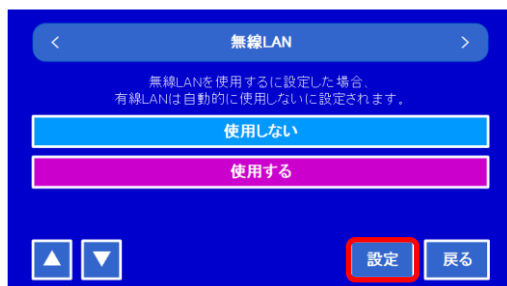 < 無線LAN >
無線LANを使用するに設定した場合、
有線LANは自動的に使用しないに設定されます。
使用しない
使用する
▲ ▼ 設定 戻る